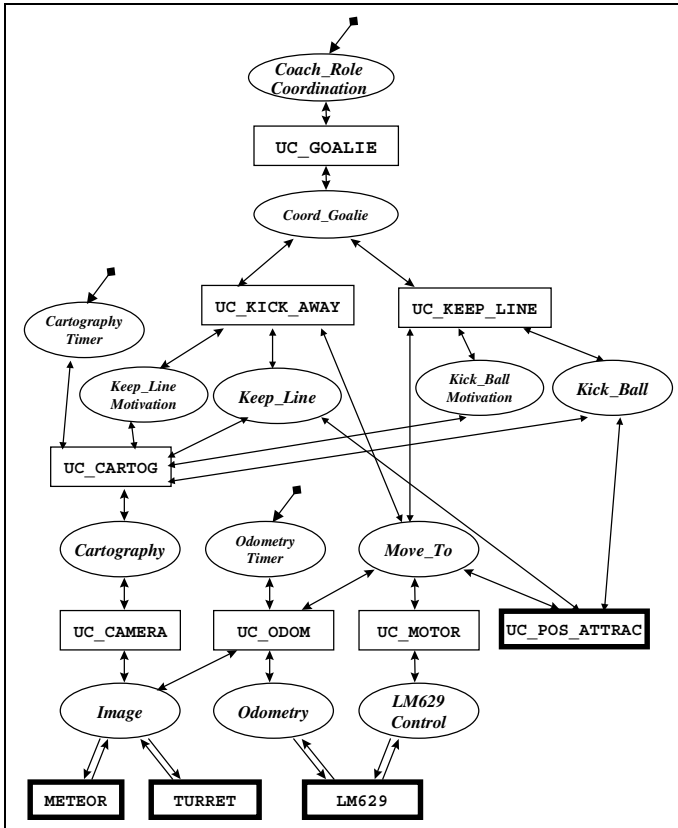 Coach_Role
Coordination
UC_GOALIE
Coord_Goalie
UC_KICK_AWAY
UC_KEEP_LINE
Cartography
Timer
Keep_Line
Motivation
Keep_Line
Kick_Ball
Motivation
Kick_Ball
UC_CARTOG
Cartography
Odometry
Timer
Move_To
UC_CAMERA
UC_ODOM
UC_MOTOR
UC_POS_ATTRAC
Image
Odometry
LM629
Control
METEOR
TURRET
LM629